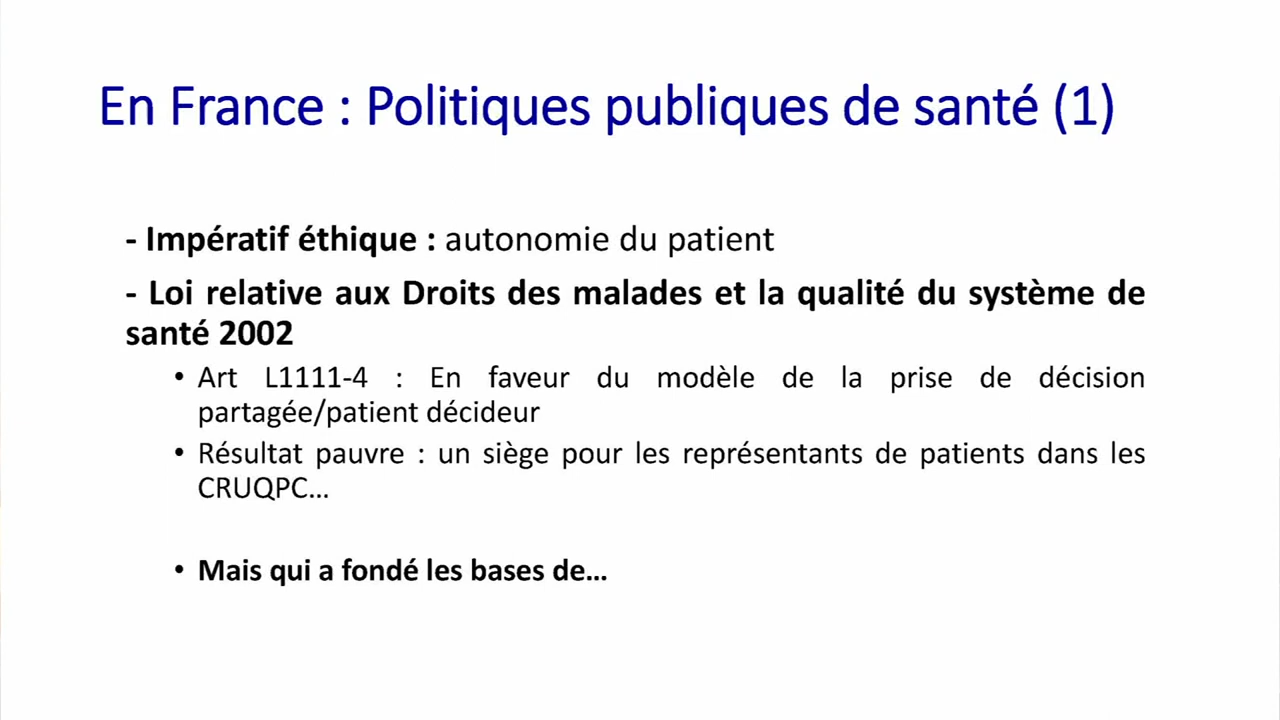 En France : Politiques publiques de santé (1)
- Impératif éthique : autonomie du patient
- Loi relative aux Droits des malades et la qualité du système de
santé 2002
• Art L1111-4 : En faveur du modèle de la prise de décision
partagée/patient décideur
• Résultat pauvre : un siège pour les représentants de patients dans les
CRUQPC…
• Mais qui a fondé les bases de…